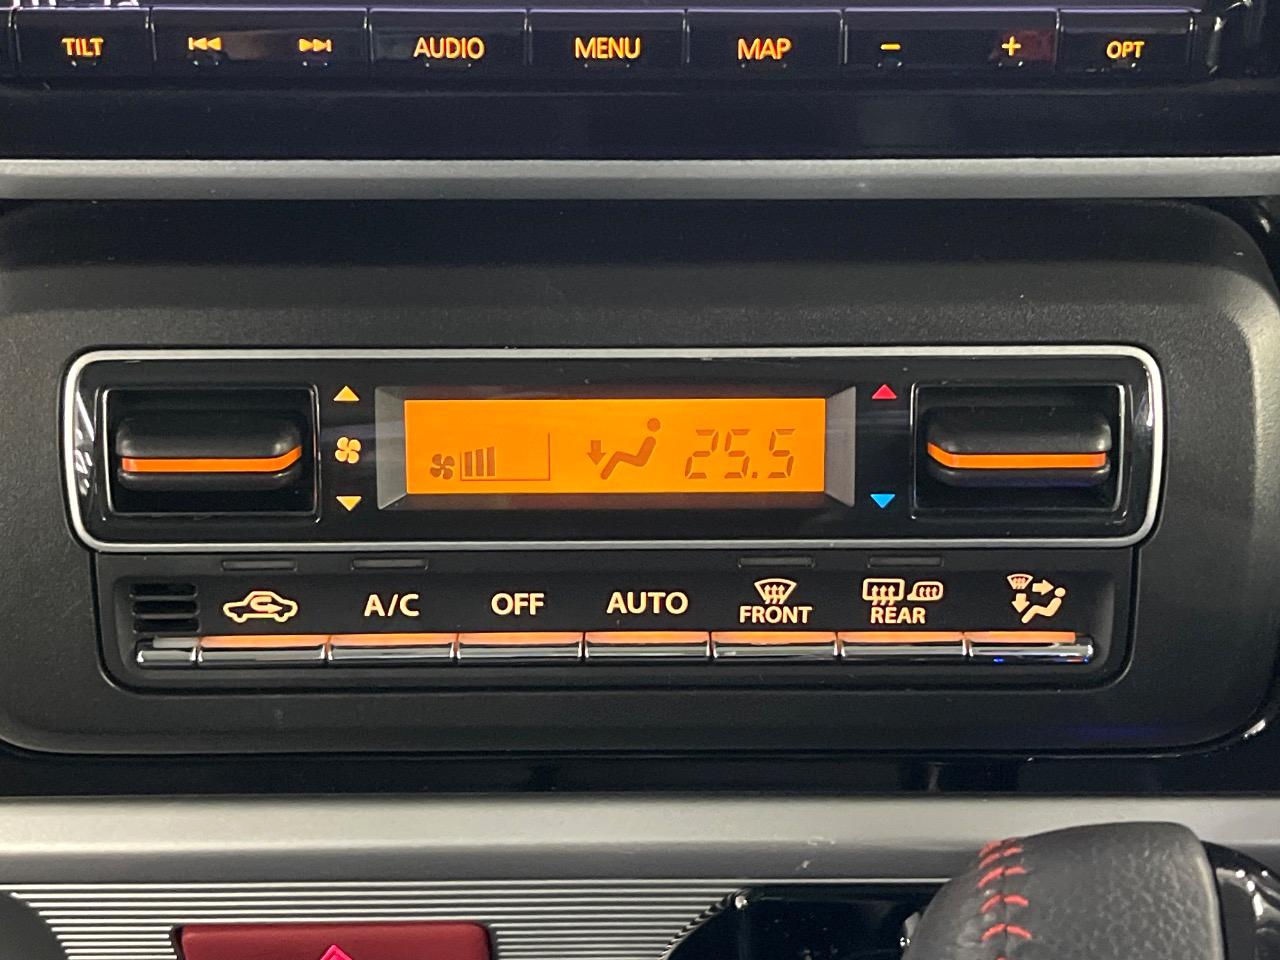 TILT AUDIO MENU MAP − + OPT
25.5
A/C OFF AUTO FRONT REAR